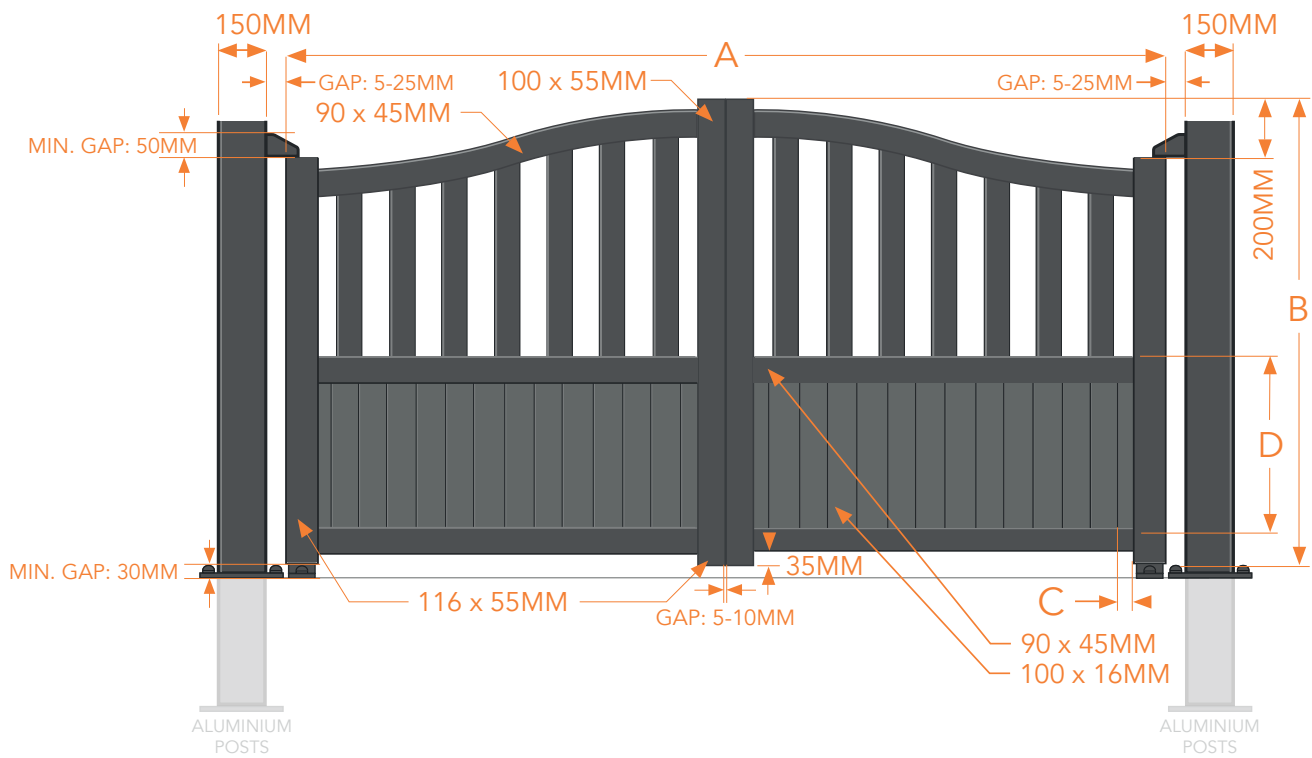 150MM
150MM
A
GAP: 5-25MM
100 x 55MM
GAP: 5-25MM
90 x 45MM
MIN. GAP: 50MM
200MM
B
D
MIN. GAP: 30MM
35MM
116 x 55MM
C
GAP: 5-10MM
90 x 45MM
100 x 16MM
ALUMINIUM
POSTS
ALUMINIUM
POSTS